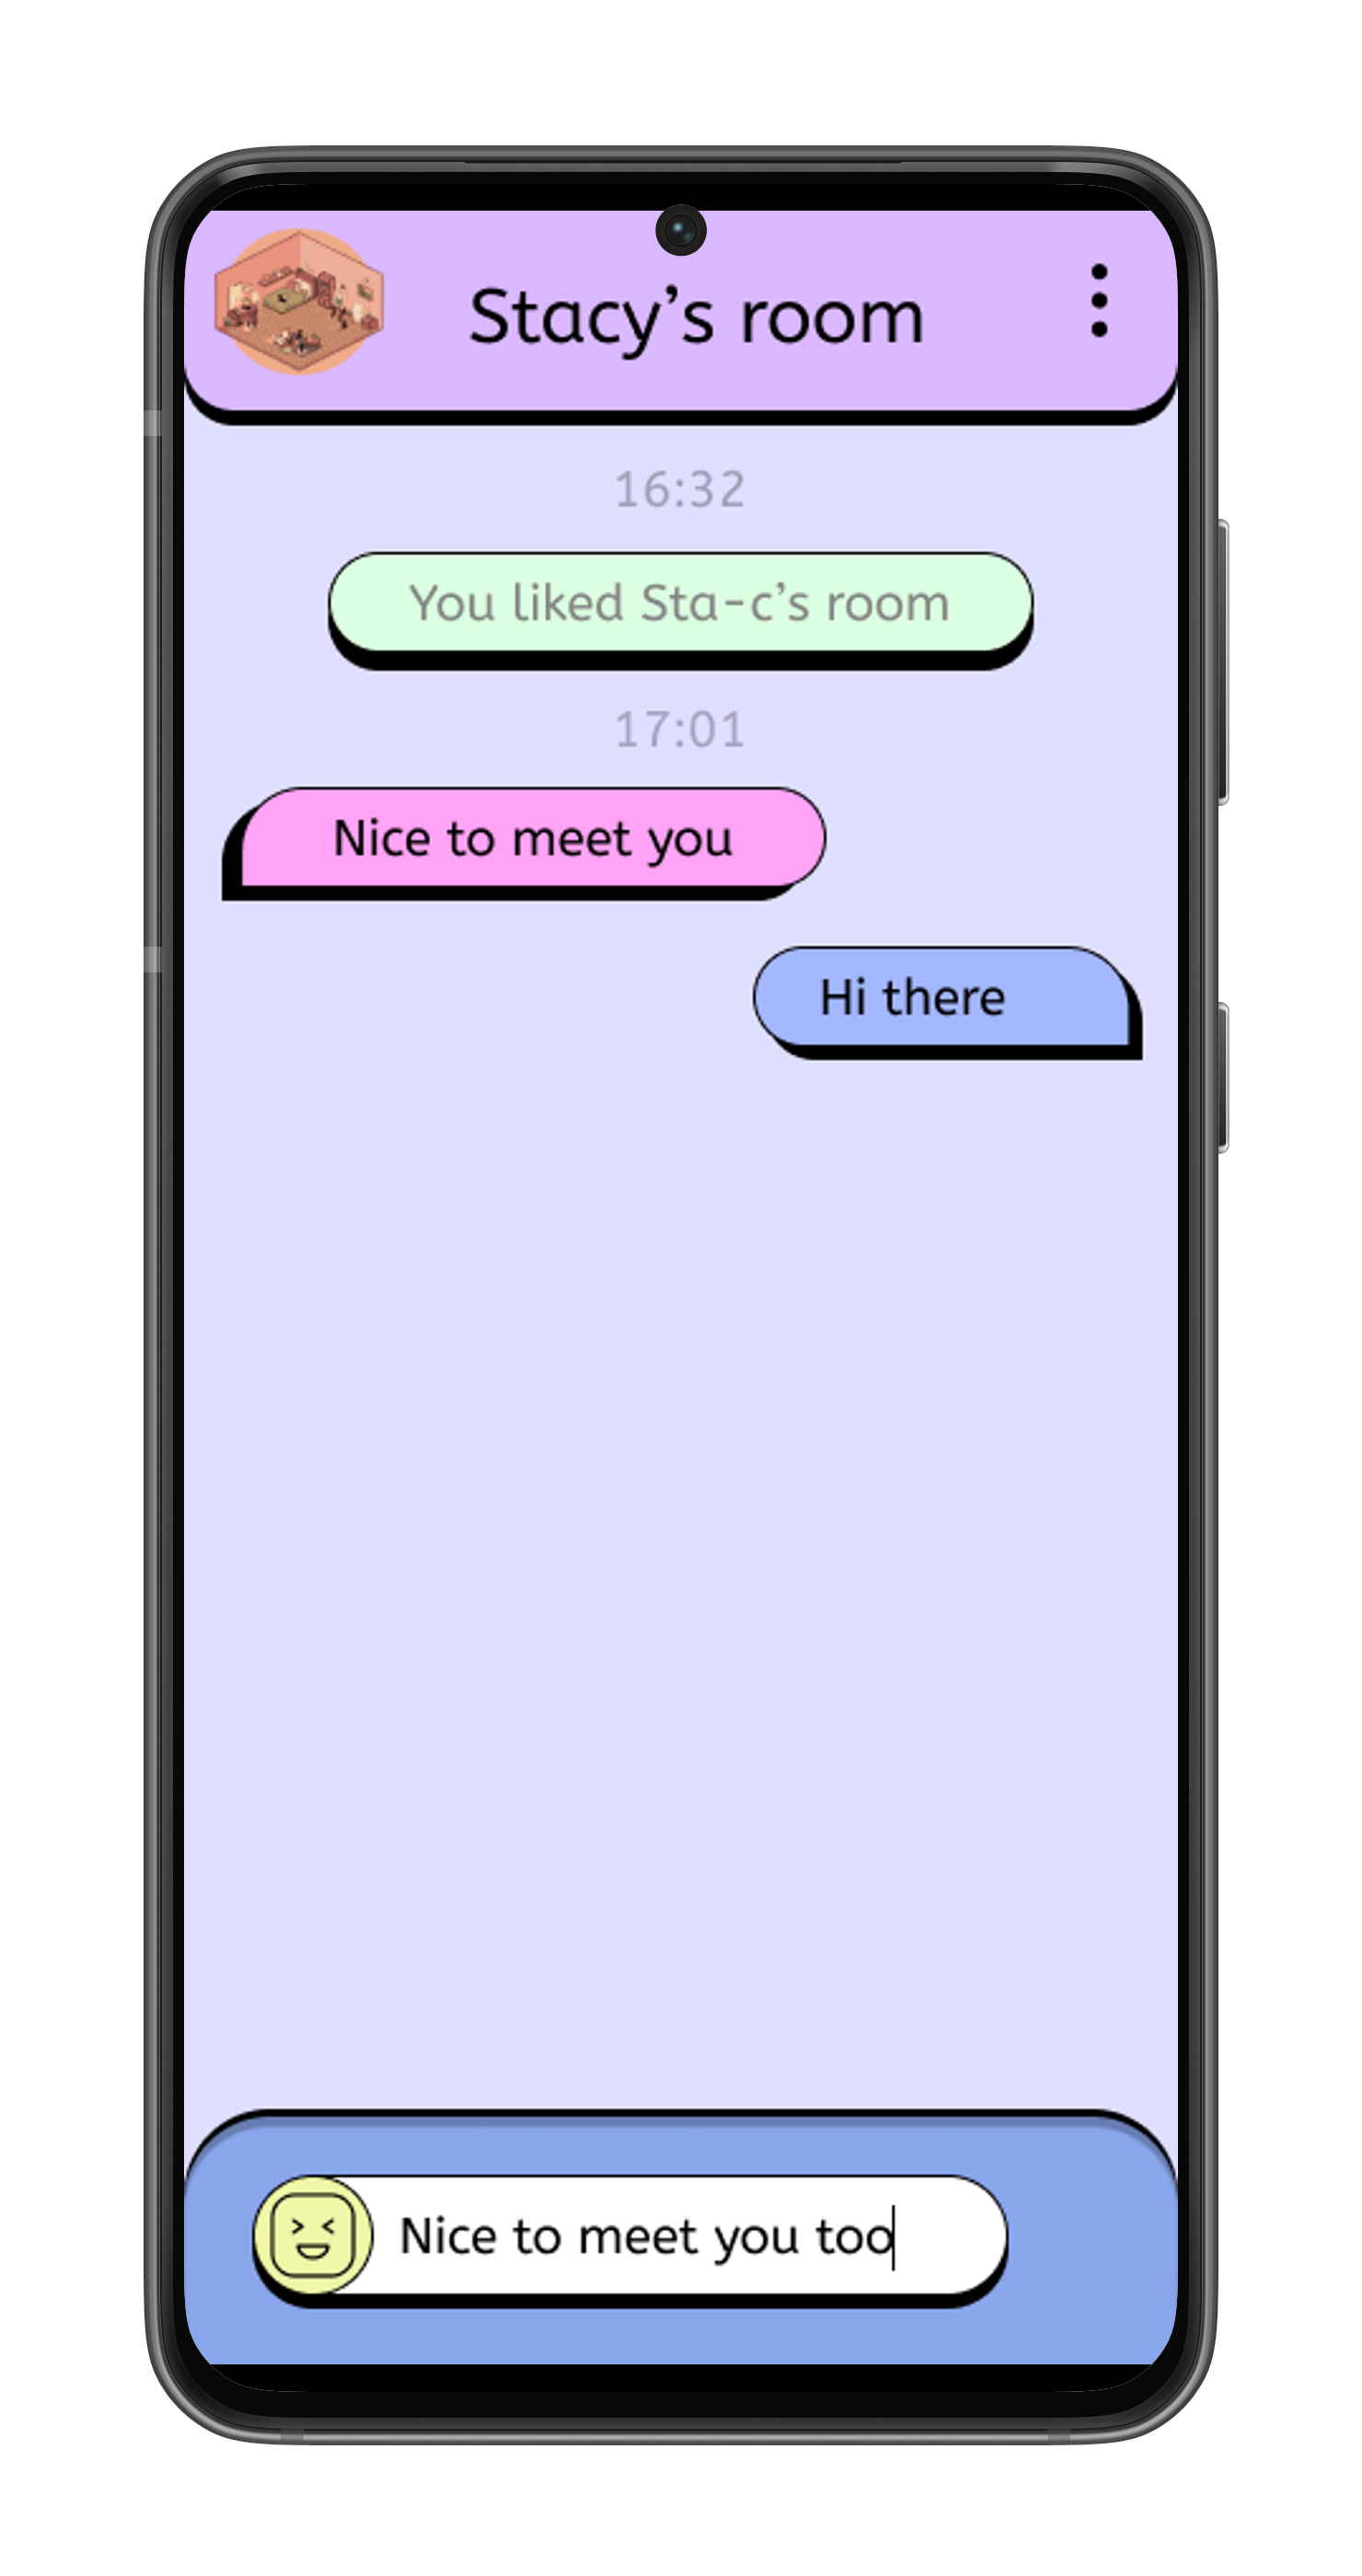 Stacy’s room
16:32
You liked Sta-c’s room
17:01
Nice to meet you
Hi there
Nice to meet you too